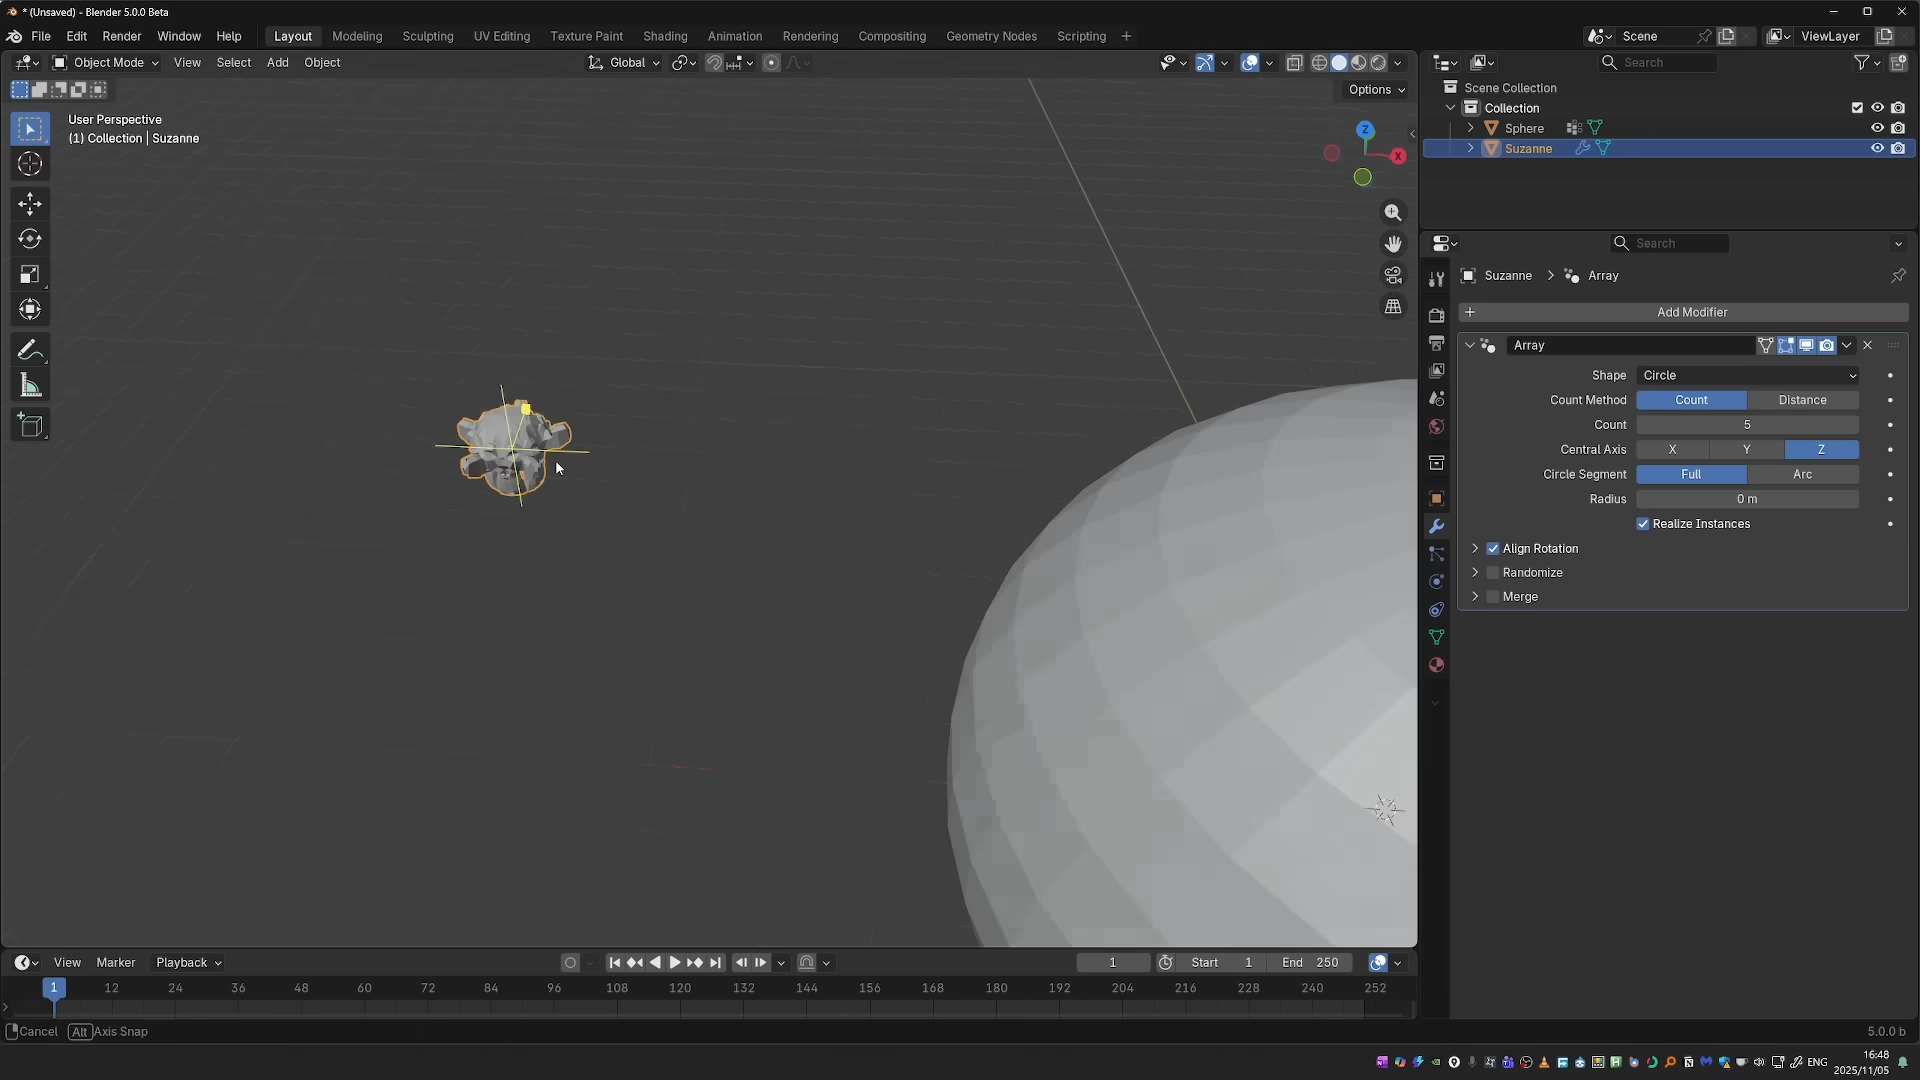 * (Unsaved) - Blender 5.0.0 Beta
File Edit Render Window Help Layout Modeling Sculpting UV Editing Texture Paint Shading Animation Rendering Compositing Geometry Nodes Scripting + Scene ViewLayer
Object Mode View Select Add Object Global Search
Options
Scene Collection
User Perspective
Collection
(1) Collection | Suzanne
Sphere
Suzanne
Z
X
Search
Suzanne > Array
+ Add Modifier
Array
Shape Circle
Count Method Count Distance
Count 5
Central Axis X Y Z
Circle Segment Full Arc
Radius 0 m
Realize Instances
Align Rotation
Randomize
Merge
View Marker Playback 1 Start 1 End 250
1 12 24 36 48 60 72 84 96 108 120 132 144 156 168 180 192 204 216 228 240 252
Cancel Alt Axis Snap 5.0.0 b
ENG
16:48
2025/11/05